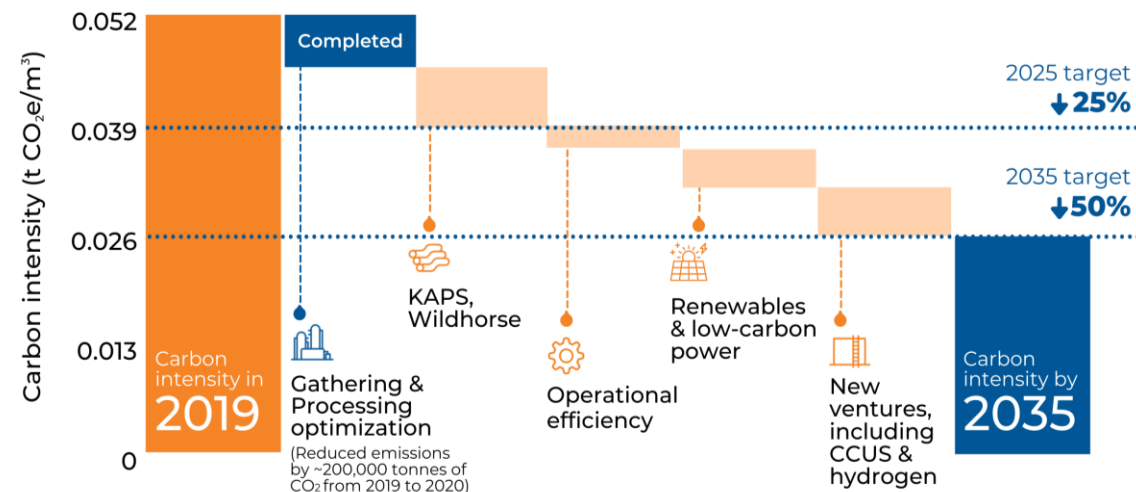 Carbon intensity (t CO₂e/m³)
0.052
0.039
0.026
0.013
0
Carbon
intensity in
2019
Completed
Gathering &
Processing
optimization
(Reduced emissions
by ~200,000 tonnes of
CO₂ from 2019 to 2020)
KAPS,
Wildhorse
Operational
efficiency
Renewables
& low-carbon
power
New
ventures,
including
CCUS &
hydrogen
2025 target
↓25%
2035 target
↓50%
Carbon
intensity by
2035